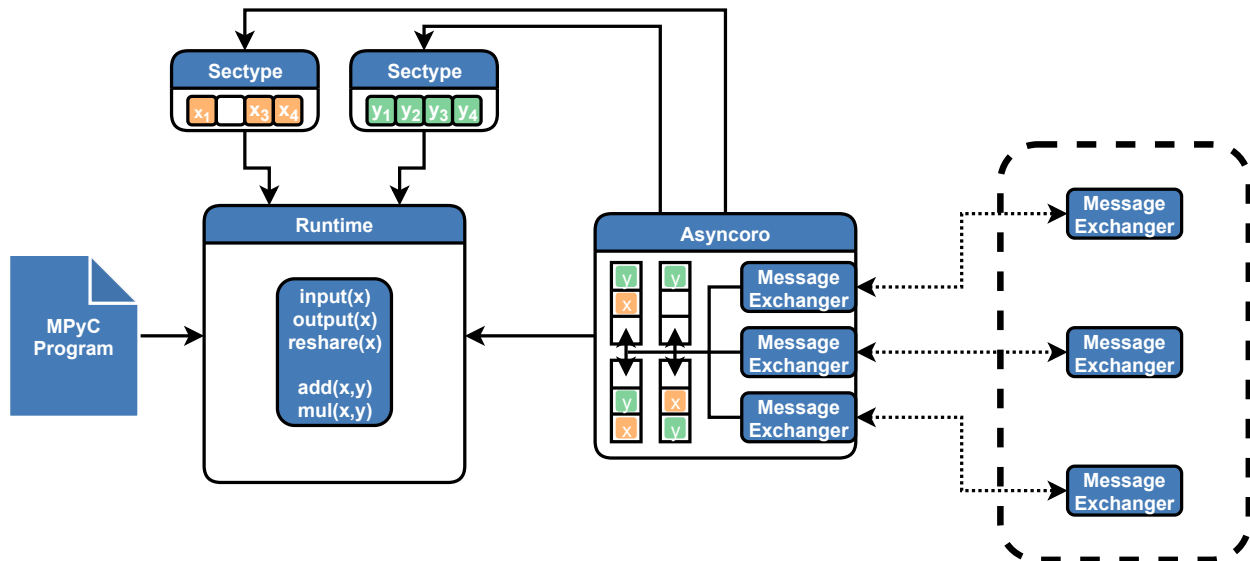 Sectype
x1 x3 x4
Sectype
y1 y2 y3 y4
MPyC
Program
Runtime
input(x)
output(x)
reshare(x)
add(x,y)
mul(x,y)
Asyncoro
y y
x
y x
x y
Message
Exchanger
Message
Exchanger
Message
Exchanger
Message
Exchanger
Message
Exchanger
Message
Exchanger